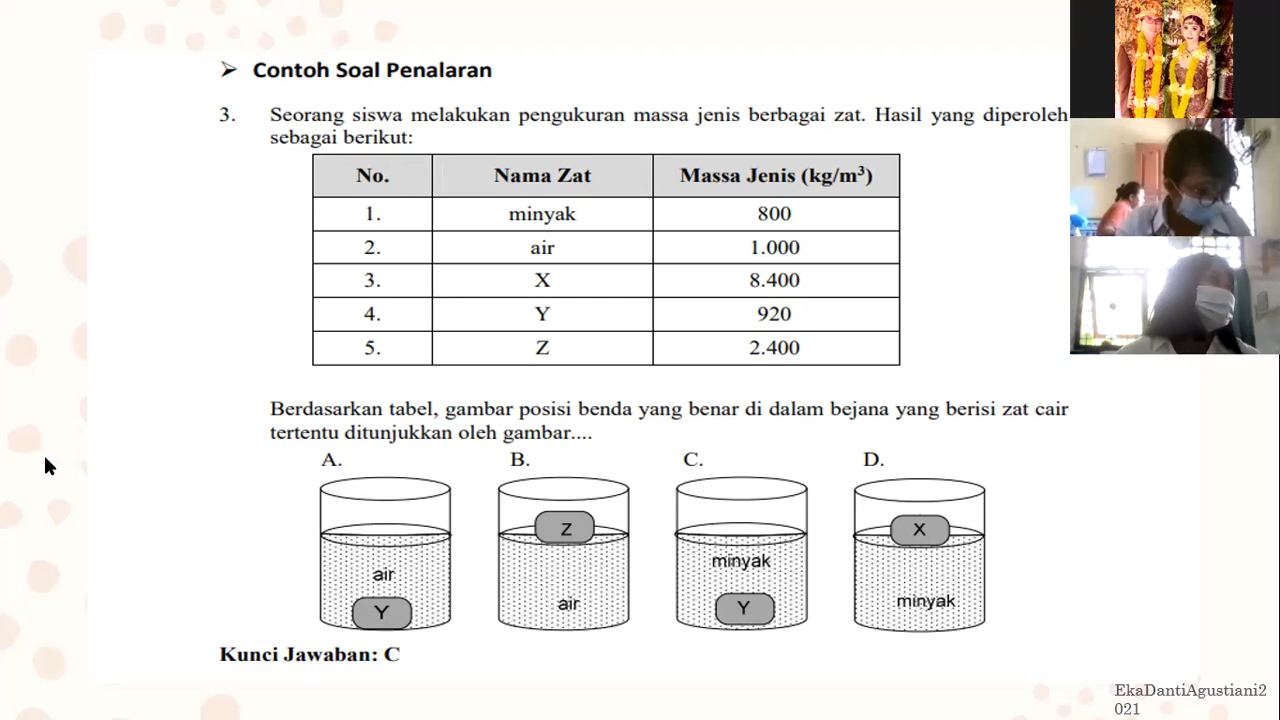 ➢ Contoh Soal Penalaran
3. Seorang siswa melakukan pengukuran massa jenis berbagai zat. Hasil yang diperoleh
sebagai berikut:
No. Nama Zat Massa Jenis (kg/m³)
1. minyak 800
2. air 1.000
3. X 8.400
4. Y 920
5. Z 2.400
Berdasarkan tabel, gambar posisi benda yang benar di dalam bejana yang berisi zat cair
tertentu ditunjukkan oleh gambar....
A. B. C. D.
air
Y
Z
air
minyak
Y
X
minyak
Kunci Jawaban: C
EkaDantiAgustiani2
021